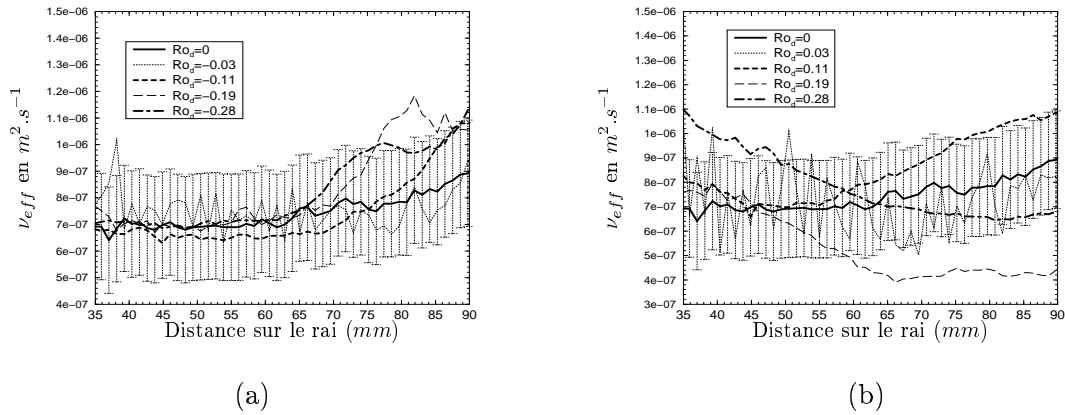 1.5e−06
1.4e−06
1.3e−06
1.2e−06
1.1e−06
1e−06
9e−07
8e−07
7e−07
6e−07
5e−07
4e−07
ν_eff en m².s⁻¹
Ro_d=0
Ro_d=−0.03
Ro_d=−0.11
Ro_d=−0.19
Ro_d=−0.28
35 40 45 50 55 60 65 70 75 80 85 90
Distance sur le rai (mm)
(a)
1.5e−06
1.4e−06
1.3e−06
1.2e−06
1.1e−06
1e−06
9e−07
8e−07
7e−07
6e−07
5e−07
4e−07
3e−07
ν_eff en m².s⁻¹
Ro_d=0
Ro_d=0.03
Ro_d=0.11
Ro_d=0.19
Ro_d=0.28
35 40 45 50 55 60 65 70 75 80 85 90
Distance sur le rai (mm)
(b)